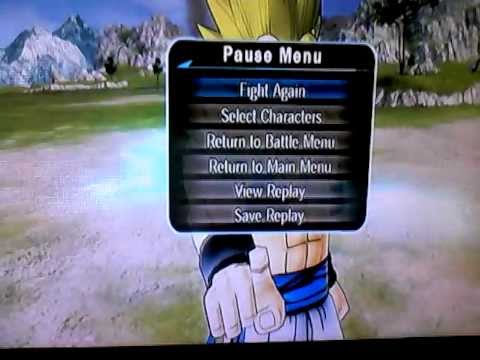 Pause Menu
Fight Again
Select Characters
Return to Battle Menu
Return to Main Menu
View Replay
Save Replay